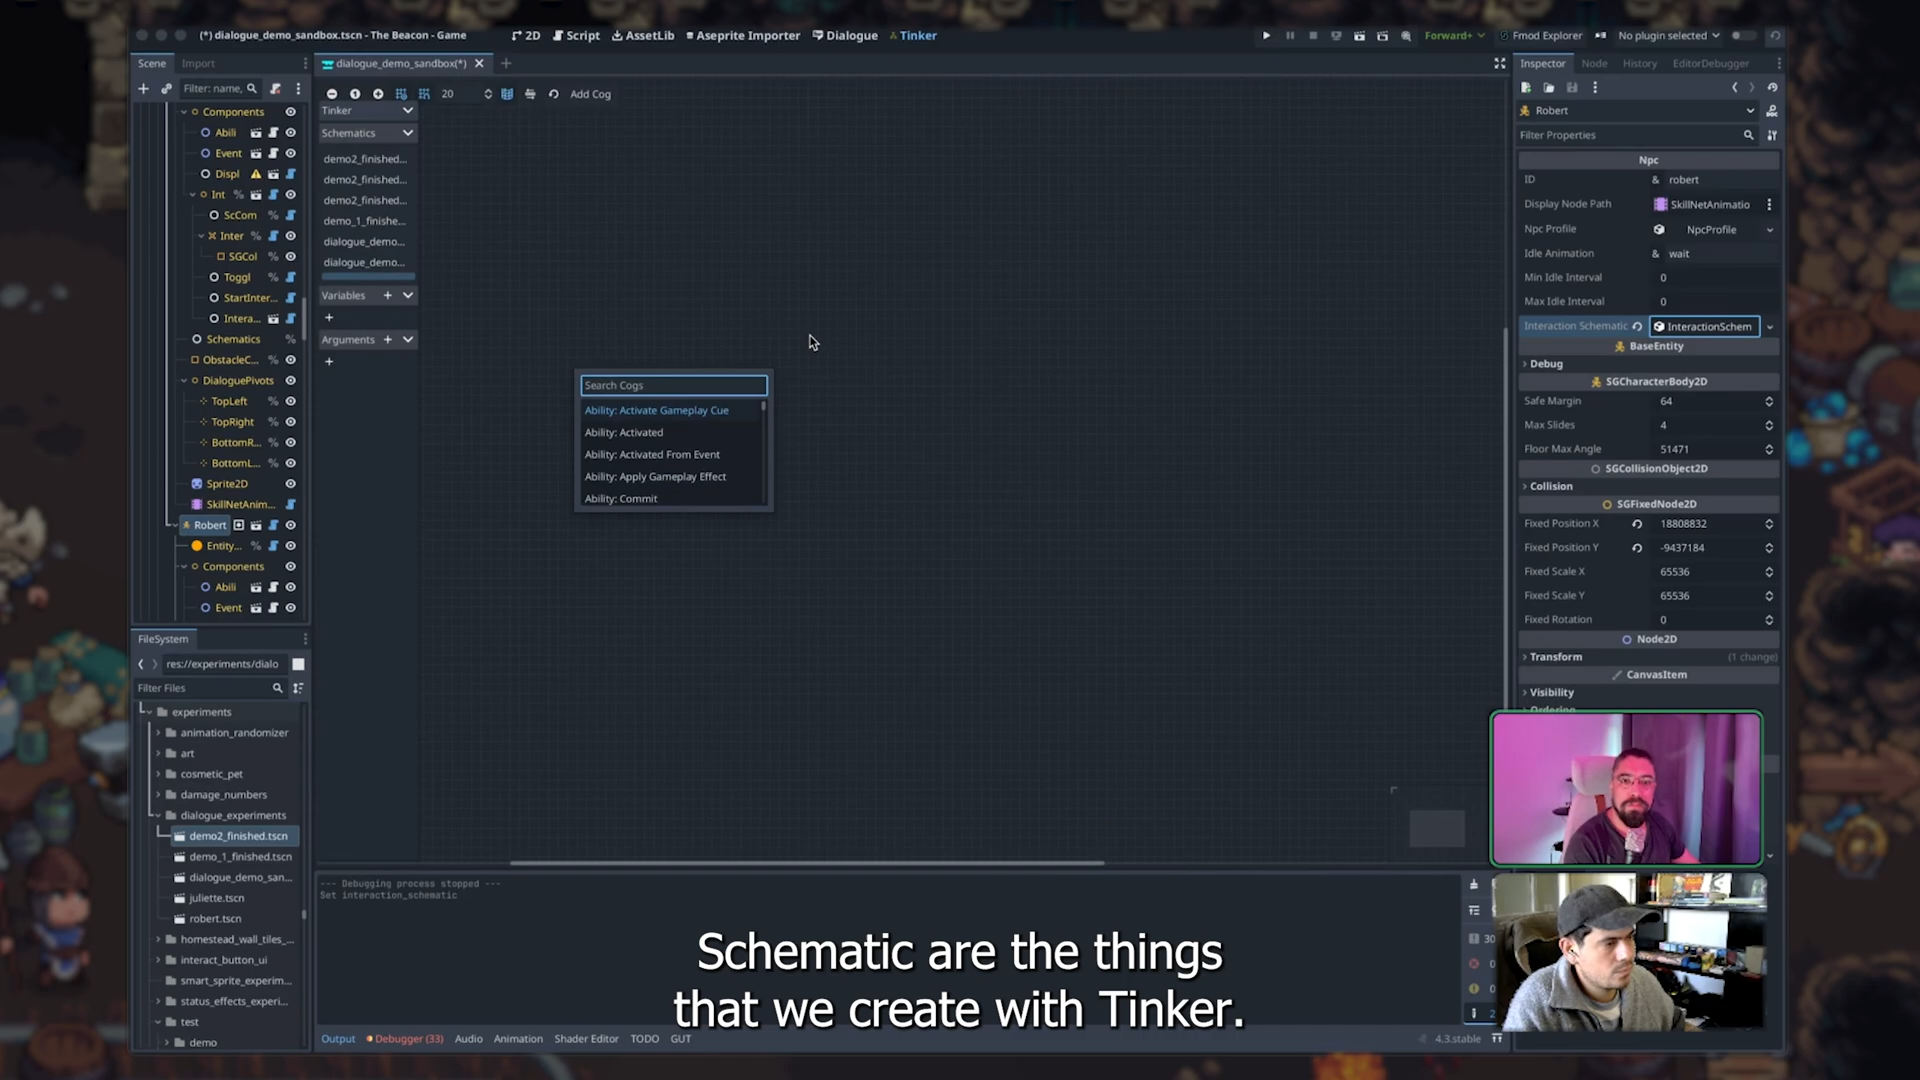 (*) dialogue_demo_sandbox.tscn - The Beacon - Game
2D
Script
AssetLib
Aseprite Importer
Dialogue
Tinker
Forward+
Fmod Explorer
No plugin selected
Scene
Import
Filter: name,
Components
Abili
Event
Displ
Int
ScCom
Inter
SGCol
Toggl
StartInter...
Intera...
Schematics
ObstacleC...
DialoguePivots
TopLeft
TopRight
BottomR...
BottomL...
Sprite2D
SkillNetAnim...
Robert
Entity...
Components
Abili
Event
FileSystem
res://experiments/dialo
Filter Files
experiments
animation_randomizer
art
cosmetic_pet
damage_numbers
dialogue_experiments
demo2_finished.tscn
demo_1_finished.tscn
dialogue_demo_san...
juliette.tscn
robert.tscn
homestead_wall_tiles_...
interact_button_ui
smart_sprite_experim...
status_effects_experi...
test
demo
dialogue_demo_sandbox(*)
20
Add Cog
Tinker
Schematics
demo2_finished...
demo2_finished...
demo2_finished...
demo_1_finishe...
dialogue_demo...
dialogue_demo...
Variables
Arguments
Search Cogs
Ability: Activate Gameplay Cue
Ability: Activated
Ability: Activated From Event
Ability: Apply Gameplay Effect
Ability: Commit
--- Debugging process stopped ---
Set interaction_schematic
Output
Debugger (33)
Audio
Animation
Shader Editor
TODO
GUT
4.3.stable
30
Inspector
Node
History
EditorDebugger
Robert
Filter Properties
Npc
ID & robert
Display Node Path SkillNetAnimatio
Npc Profile NpcProfile
Idle Animation & wait
Min Idle Interval 0
Max Idle Interval 0
Interaction Schematic InteractionSchem
BaseEntity
Debug
SGCharacterBody2D
Safe Margin 64
Max Slides 4
Floor Max Angle 51471
SGCollisionObject2D
Collision
SGFixedNode2D
Fixed Position X 18808832
Fixed Position Y -9437184
Fixed Scale X 65536
Fixed Scale Y 65536
Fixed Rotation 0
Node2D
Transform (1 change)
CanvasItem
Visibility
Ordering
Schematic are the things
that we create with Tinker.